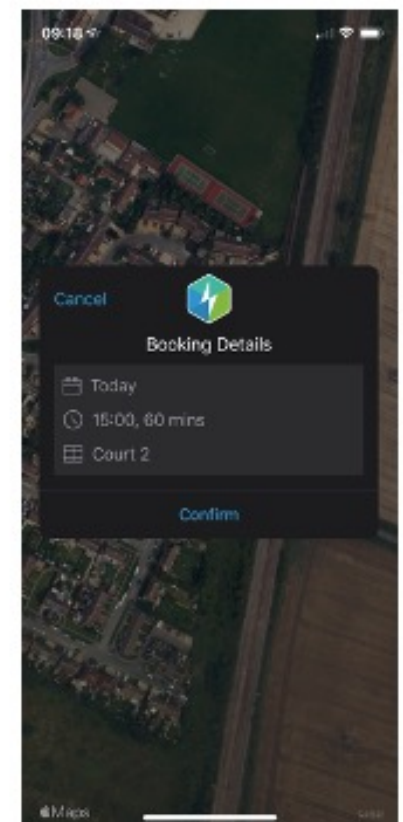 09:18
Cancel
Booking Details
Today
15:00, 60 mins
Court 2
Confirm
Maps